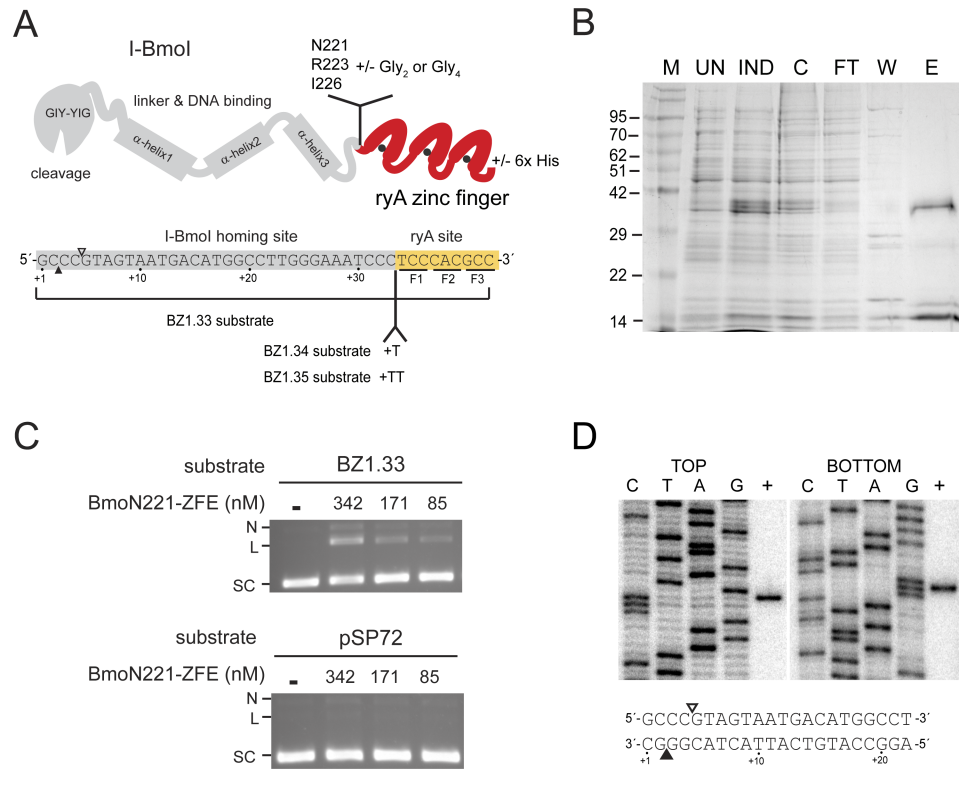 A
I-BmoI
N221
R223 +/- Gly2 or Gly4
I226
GIY-YIG
linker & DNA binding
α-helix1
α-helix2
α-helix3
cleavage
+/- 6x His
ryA zinc finger
I-BmoI homing site ryA site
5´-GCCCGTAGTAATGACATGGCCTTGGGAAATCCCTCCCACGCC-3´
+1 +10 +20 +30 F1 F2 F3
BZ1.33 substrate
BZ1.34 substrate +T
BZ1.35 substrate +TT
B
M UN IND C FT W E
95
70
62
51
42
29
22
14
C
substrate BZ1.33
BmoN221-ZFE (nM) - 342 171 85
N
L
SC
substrate pSP72
BmoN221-ZFE (nM) - 342 171 85
N
L
SC
D
TOP BOTTOM
C T A G + C T A G +
5´-GCCCGTAGTAATGACATGGCCT-3´
3´-CGGGCATCATTACTGTACCGGA-5´
+1 +10 +20